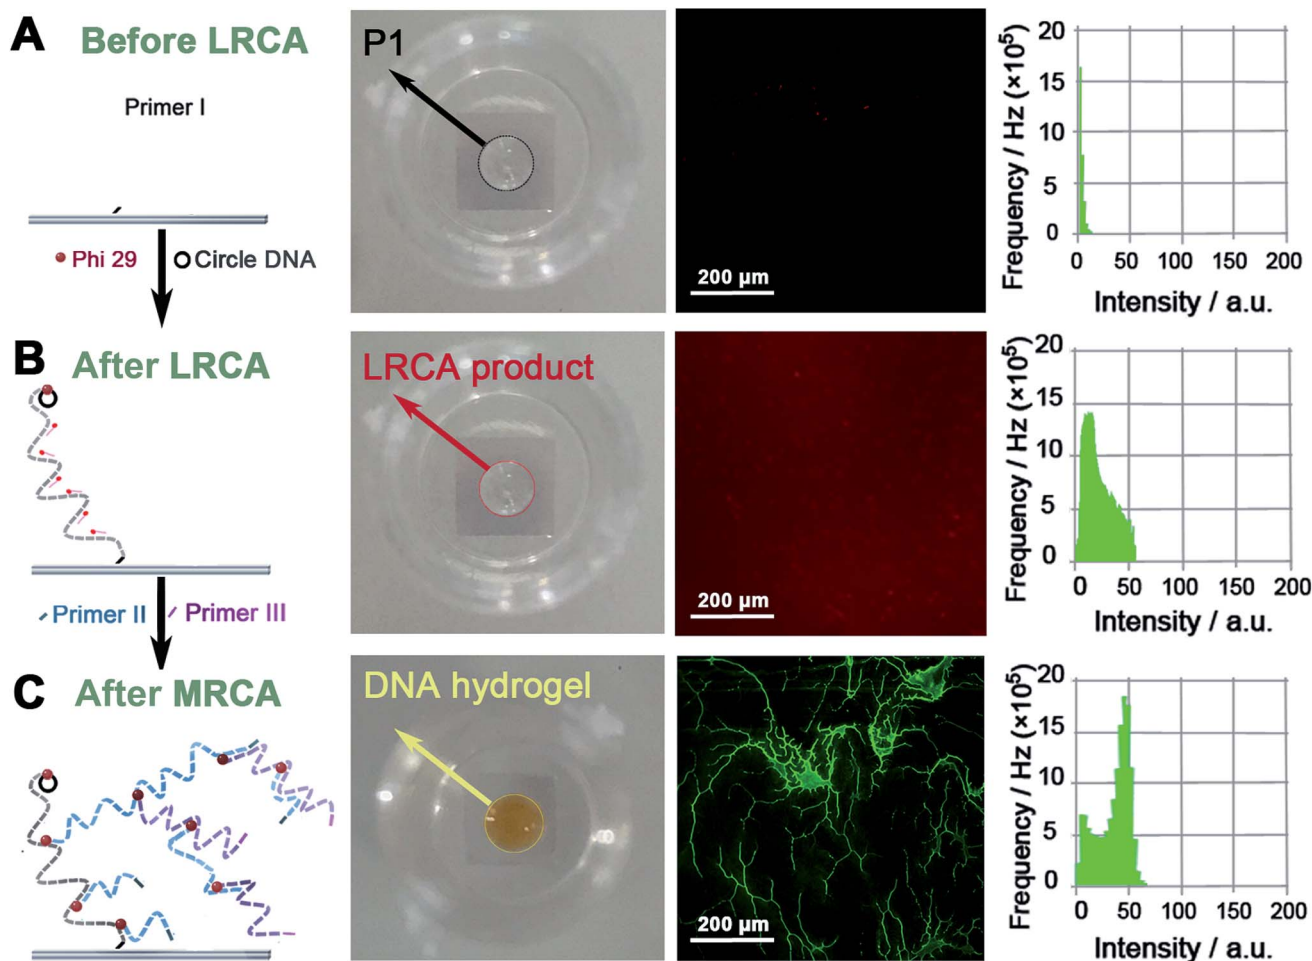 A
Before LRCA
Primer I
Phi 29
Circle DNA
P1
200 µm
Frequency / Hz (×10⁵)
20
15
10
5
0
0 50 100 150 200
Intensity / a.u.
B
After LRCA
Primer II
Primer III
LRCA product
200 µm
Frequency / Hz (×10⁵)
20
15
10
5
0
0 50 100 150 200
Intensity / a.u.
C
After MRCA
DNA hydrogel
200 µm
Frequency / Hz (×10⁵)
20
15
10
5
0
0 50 100 150 200
Intensity / a.u.